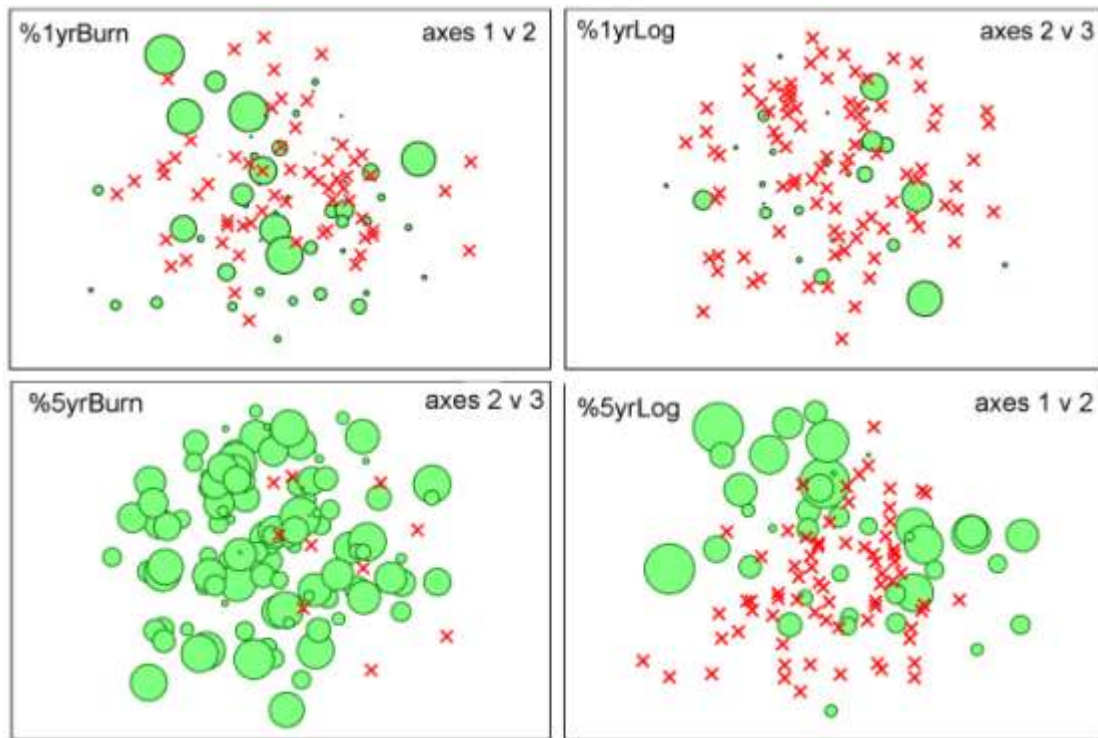 %1yrBurn axes 1 v 2
%1yrLog axes 2 v 3
%5yrBurn axes 2 v 3
%5yrLog axes 1 v 2